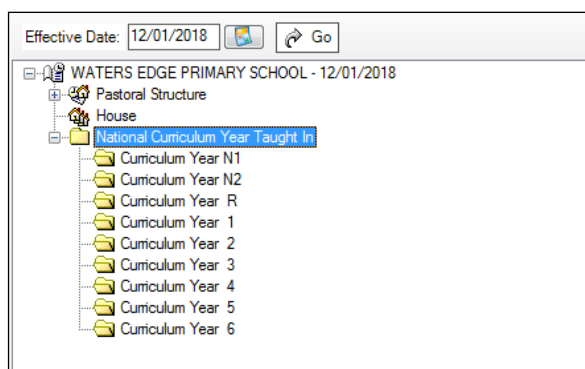 Effective Date: 12/01/2018 Go
WATERS EDGE PRIMARY SCHOOL - 12/01/2018
Pastoral Structure
House
National Curriculum Year Taught In
Curriculum Year N1
Curriculum Year N2
Curriculum Year R
Curriculum Year 1
Curriculum Year 2
Curriculum Year 3
Curriculum Year 4
Curriculum Year 5
Curriculum Year 6